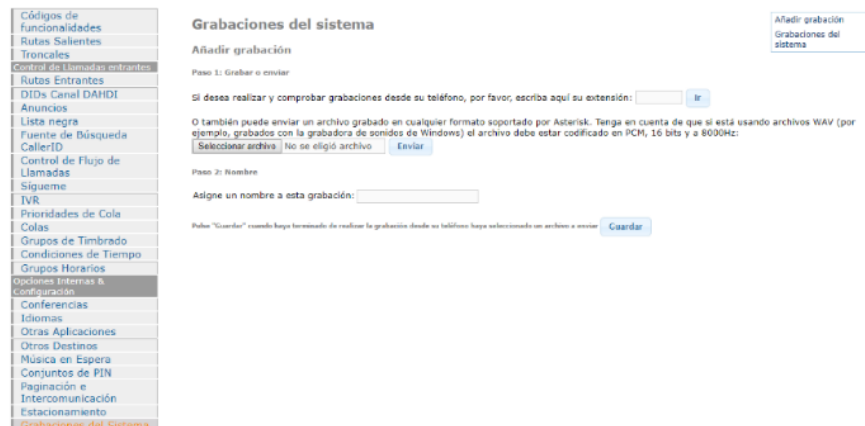 Códigos de
funcionalidades
Rutas Salientes
Troncales
Control de Llamadas entrantes
Rutas Entrantes
DIDs Canal DAHDI
Anuncios
Lista negra
Fuente de Búsqueda
CallerID
Control de Flujo de
Llamadas
Sígueme
IVR
Prioridades de Cola
Colas
Grupos de Timbrado
Condiciones de Tiempo
Grupos Horarios
Opciones Internas &
Configuración
Conferencias
Idiomas
Otras Aplicaciones
Otros Destinos
Música en Espera
Conjuntos de PIN
Paginación e
Intercomunicación
Estacionamiento
Grabaciones del Sistema
Grabaciones del sistema
Añadir grabación
Paso 1: Grabar o enviar
Si desea realizar y comprobar grabaciones desde su teléfono, por favor, escriba aquí su extensión: Ir
O también puede enviar un archivo grabado en cualquier formato soportado por Asterisk. Tenga en cuenta de que si está usando archivos WAV (por
ejemplo, grabados con la grabadora de sonidos de Windows) el archivo debe estar codificado en PCM, 16 bits y a 8000Hz:
Seleccionar archivo No se eligió archivo Enviar
Paso 2: Nombre
Asigne un nombre a esta grabación:
Pulse "Guardar" cuando haya terminado de realizar la grabación desde su teléfono haya seleccionado un archivo a enviar Guardar
Añadir grabación
Grabaciones del
sistema